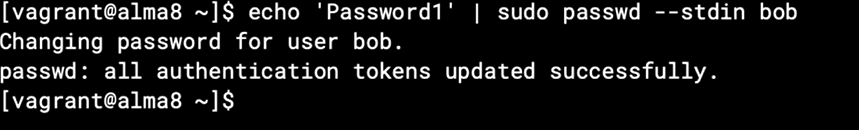 [vagrant@alma8 ~]$ echo 'Password1' | sudo passwd --stdin bob
Changing password for user bob.
passwd: all authentication tokens updated successfully.
[vagrant@alma8 ~]$